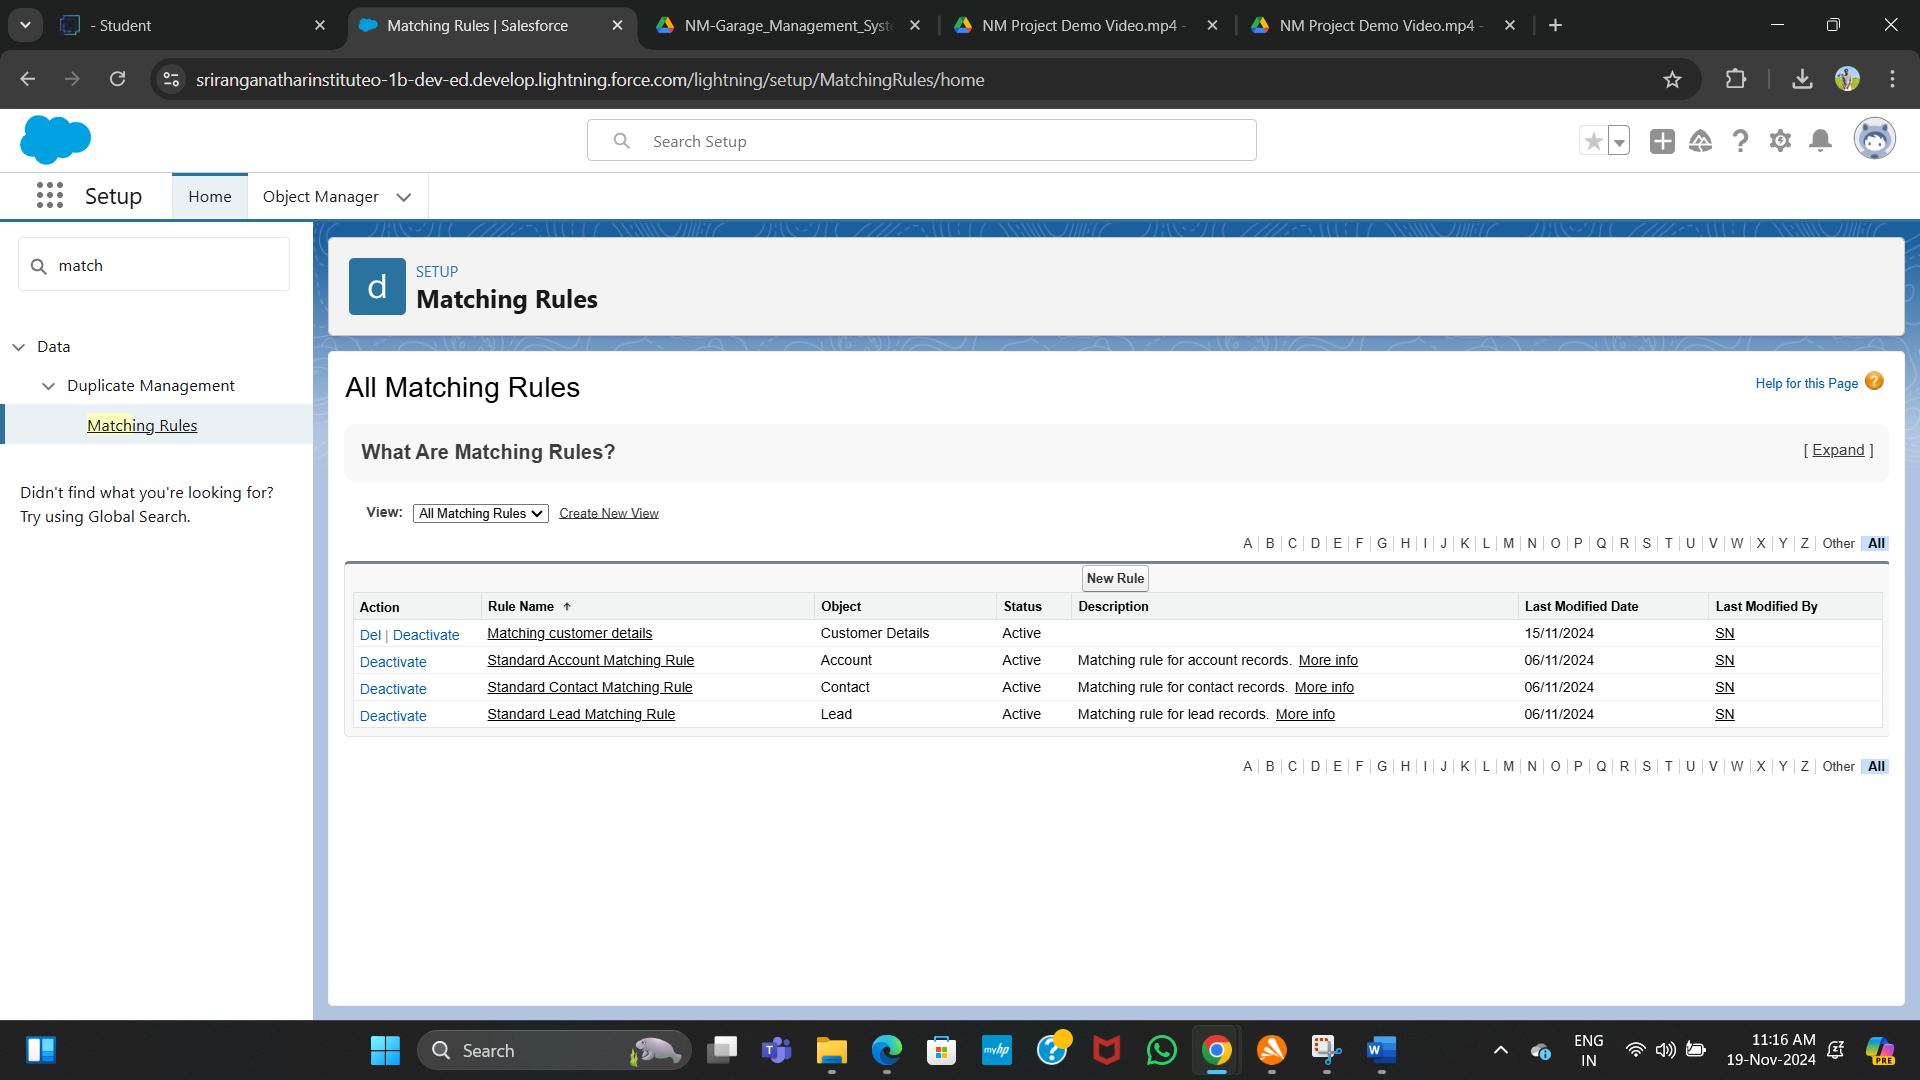 - Student
Matching Rules | Salesforce
NM-Garage_Management_Syste
NM Project Demo Video.mp4 -
NM Project Demo Video.mp4 -
sriranganatharinstituteo-1b-dev-ed.develop.lightning.force.com/lightning/setup/MatchingRules/home
Search Setup
Setup
Home
Object Manager
match
Data
Duplicate Management
Matching Rules
Didn't find what you're looking for?
Try using Global Search.
d
SETUP
Matching Rules
All Matching Rules
Help for this Page ?
What Are Matching Rules?
[ Expand ]
View: All Matching Rules Create New View
A | B | C | D | E | F | G | H | I | J | K | L | M | N | O | P | Q | R | S | T | U | V | W | X | Y | Z | Other All
New Rule
Action Rule Name Object Status Description Last Modified Date Last Modified By
Del | Deactivate Matching customer details Customer Details Active 15/11/2024 SN
Deactivate Standard Account Matching Rule Account Active Matching rule for account records. More info 06/11/2024 SN
Deactivate Standard Contact Matching Rule Contact Active Matching rule for contact records. More info 06/11/2024 SN
Deactivate Standard Lead Matching Rule Lead Active Matching rule for lead records. More info 06/11/2024 SN
A | B | C | D | E | F | G | H | I | J | K | L | M | N | O | P | Q | R | S | T | U | V | W | X | Y | Z | Other All
Search
myhp
ENG
IN
11:16 AM
19-Nov-2024
PRE